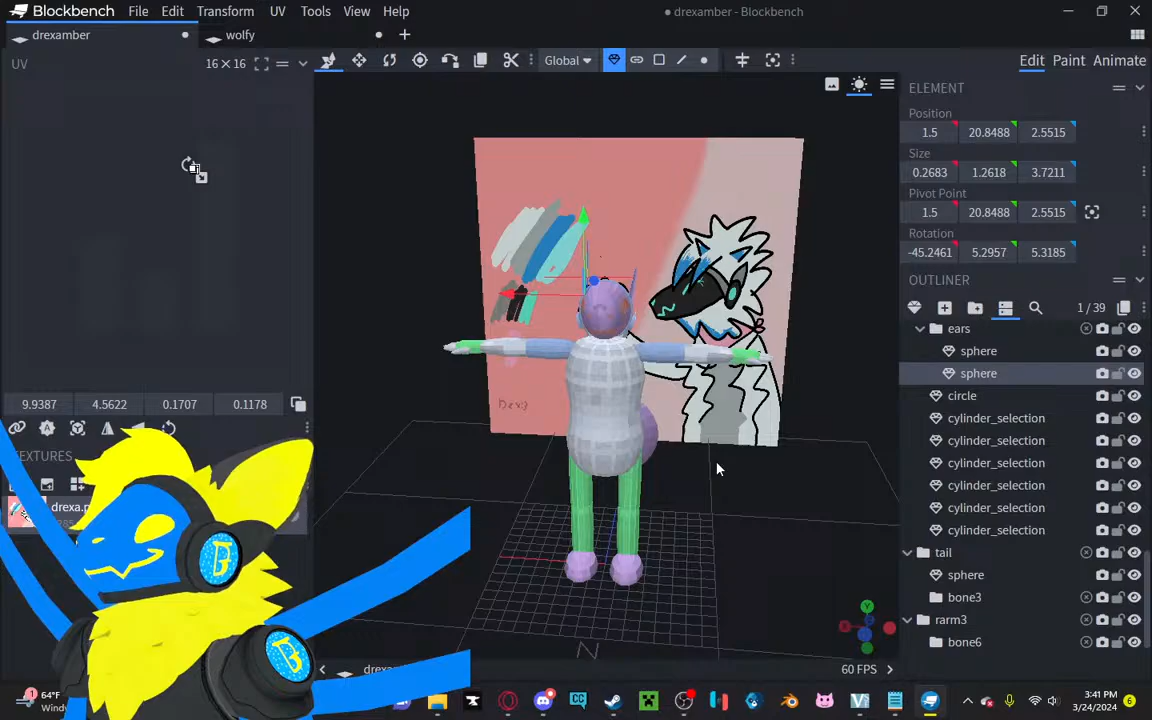 Blockbench File Edit Transform UV Tools View Help drexamber - Blockbench
drexamber wolfy
UV 16 × 16 Global Edit Paint Animate
ELEMENT
Position
1.5 20.8488 2.5515
Size
0.2683 1.2618 3.7211
Pivot Point
1.5 20.8488 2.5515
Rotation
-45.2461 5.2957 5.3185
OUTLINER
1 / 39
ears
sphere
sphere
circle
cylinder_selection
cylinder_selection
cylinder_selection
cylinder_selection
cylinder_selection
cylinder_selection
tail
sphere
bone3
rarm3
bone6
9.9387 4.5622 0.1707 0.1178
TEXTURES
drexa.p
N
60 FPS
64°F
Windy
3:41 PM
3/24/2024